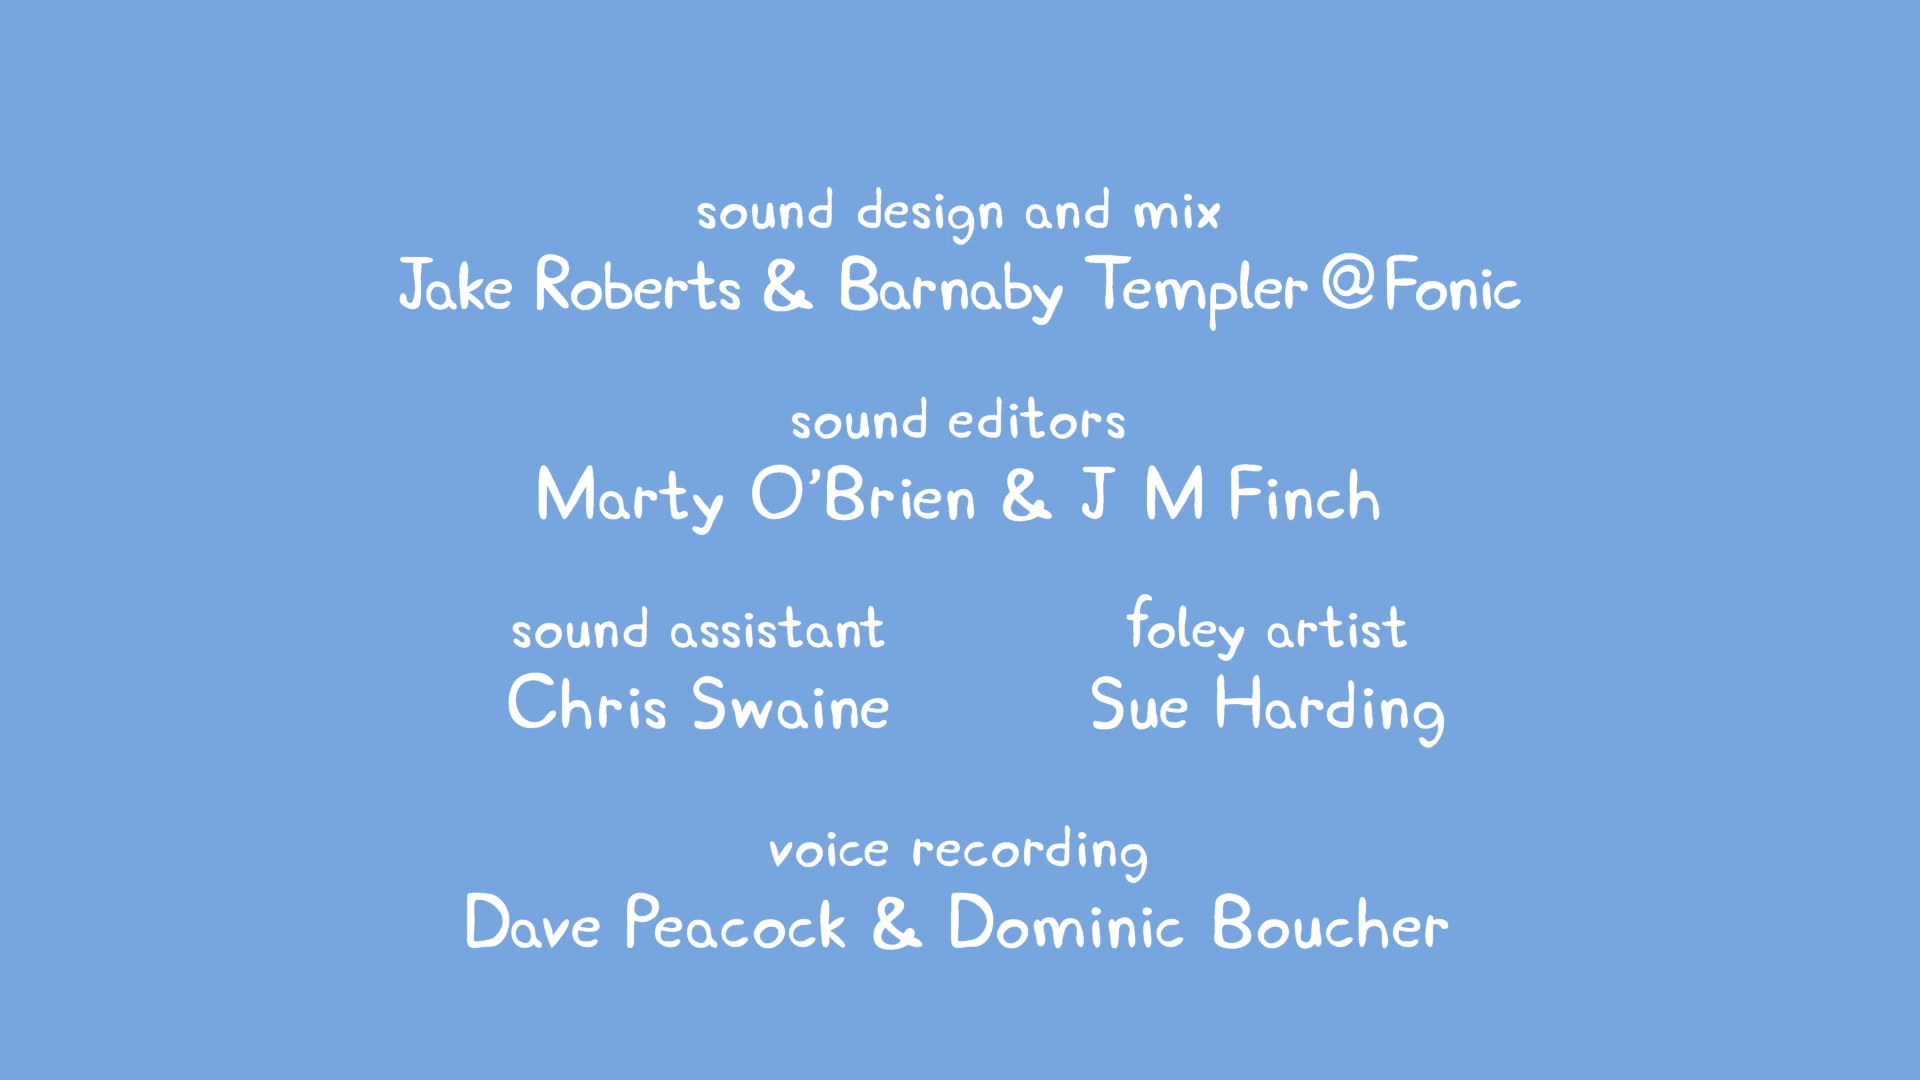 sound design and mix
Jake Roberts & Barnaby Templer @Fonic
sound editors
Marty O'Brien & J M Finch
sound assistant
Chris Swaine
foley artist
Sue Harding
voice recording
Dave Peacock & Dominic Boucher